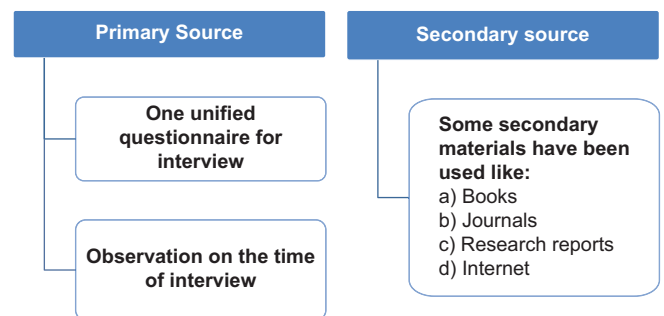 Primary Source
One unified
questionnaire for
interview
Observation on the time
of interview
Secondary source
Some secondary
materials have been
used like:
a) Books
b) Journals
c) Research reports
d) Internet